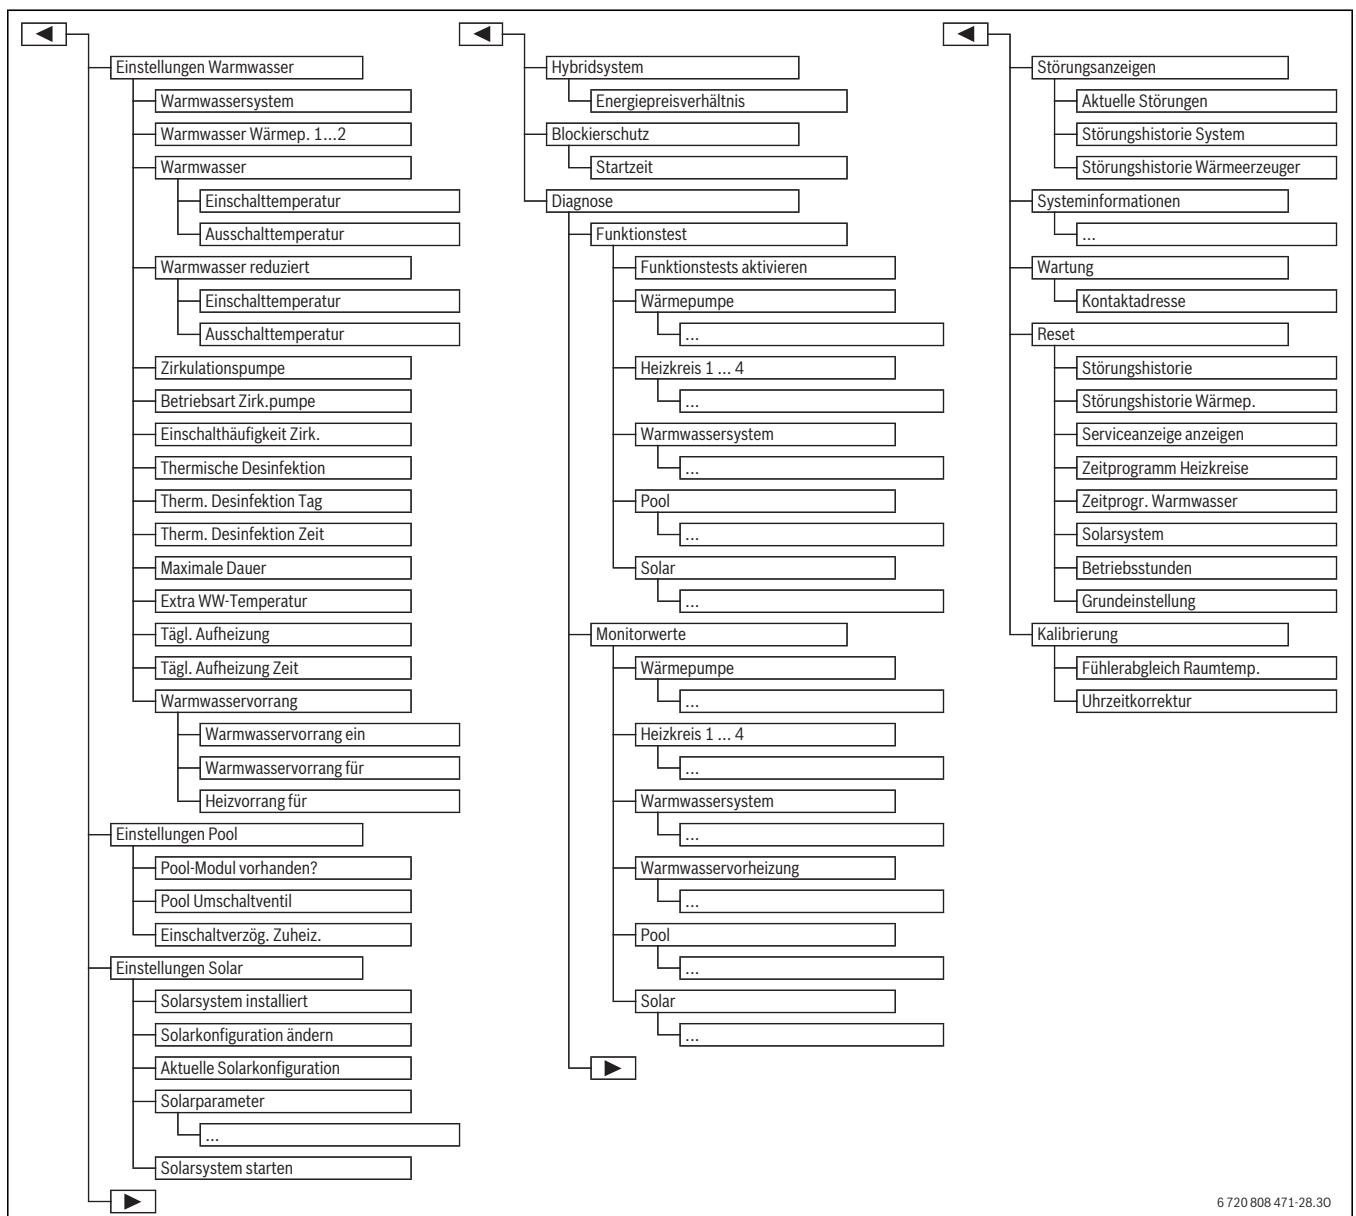 Einstellungen Warmwasser
Warmwassersystem
Warmwasser Wärmep. 1...2
Warmwasser
Einschalttemperatur
Ausschalttemperatur
Warmwasser reduziert
Einschalttemperatur
Ausschalttemperatur
Zirkulationspumpe
Betriebsart Zirk.pumpe
Einschalthäufigkeit Zirk.
Thermische Desinfektion
Therm. Desinfektion Tag
Therm. Desinfektion Zeit
Maximale Dauer
Extra WW-Temperatur
Tägl. Aufheizung
Tägl. Aufheizung Zeit
Warmwasservorrang
Warmwasservorrang ein
Warmwasservorrang für
Heizvorrang für
Einstellungen Pool
Pool-Modul vorhanden?
Pool Umschaltventil
Einschaltverzög. Zuheiz.
Einstellungen Solar
Solarsystem installiert
Solarkonfiguration ändern
Aktuelle Solarkonfiguration
Solarparameter
...
Solarsystem starten
Hybridsystem
Energiepreisverhältnis
Blockierschutz
Startzeit
Diagnose
Funktionstest
Funktionstests aktivieren
Wärmepumpe
...
Heizkreis 1 ... 4
...
Warmwassersystem
...
Pool
...
Solar
...
Monitorwerte
Wärmepumpe
...
Heizkreis 1 ... 4
...
Warmwassersystem
...
Warmwasservorheizung
...
Pool
...
Solar
...
Störungsanzeigen
Aktuelle Störungen
Störungshistorie System
Störungshistorie Wärmeerzeuger
Systeminformationen
...
Wartung
Kontaktadresse
Reset
Störungshistorie
Störungshistorie Wärmep.
Serviceanzeige anzeigen
Zeitprogramm Heizkreise
Zeitprogr. Warmwasser
Solarsystem
Betriebsstunden
Grundeinstellung
Kalibrierung
Fühlerabgleich Raumtemp.
Uhrzeitkorrektur
6 720 808 471-28.3O